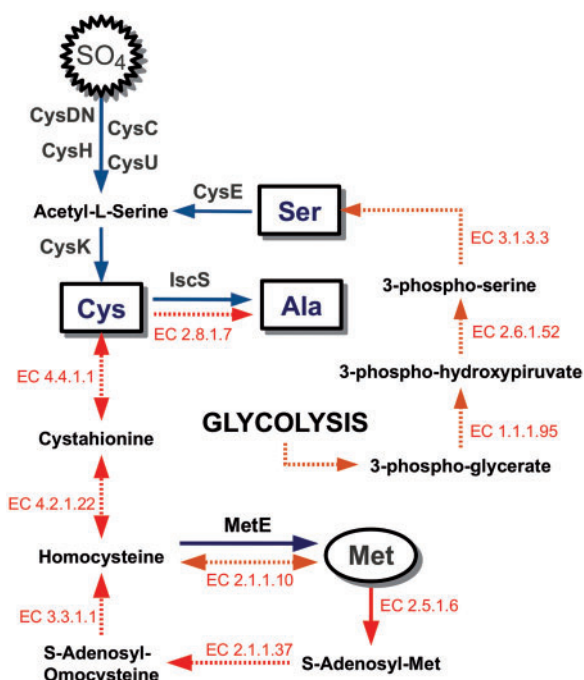 SO4
CysDN
CysC
CysH
CysU
Acetyl-L-Serine
CysE
Ser
EC 3.1.3.3
CysK
IscS
3-phospho-serine
Cys
Ala
EC 2.8.1.7
EC 2.6.1.52
EC 4.4.1.1
3-phospho-hydroxypiruvate
GLYCOLYSIS
EC 1.1.1.95
Cystahionine
3-phospho-glycerate
EC 4.2.1.22
MetE
Homocysteine
Met
EC 2.1.1.10
EC 3.3.1.1
EC 2.5.1.6
EC 2.1.1.37
S-Adenosyl-
Omocysteine
S-Adenosyl-Met